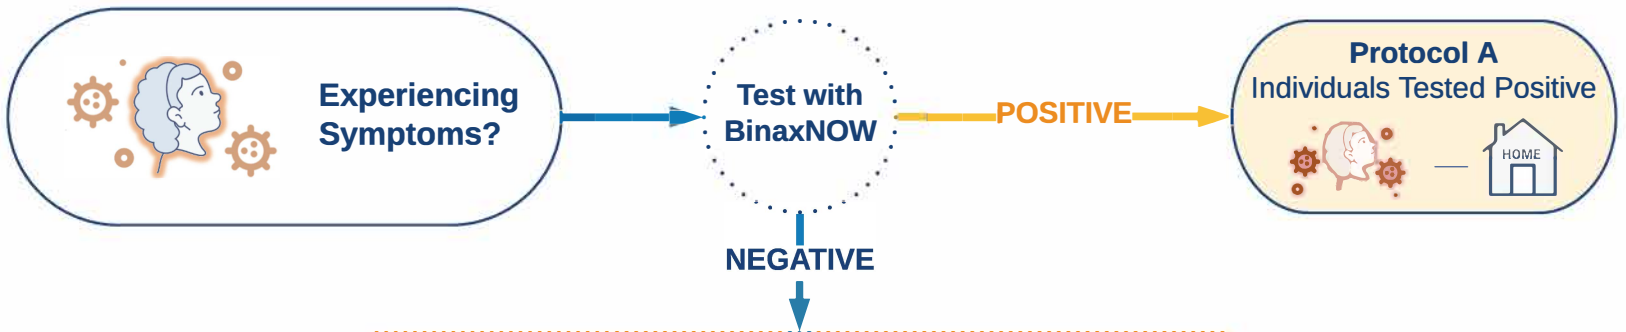 Experiencing
Symptoms?
Test with
BinaxNOW
POSITIVE
Protocol A
Individuals Tested Positive
HOME
NEGATIVE